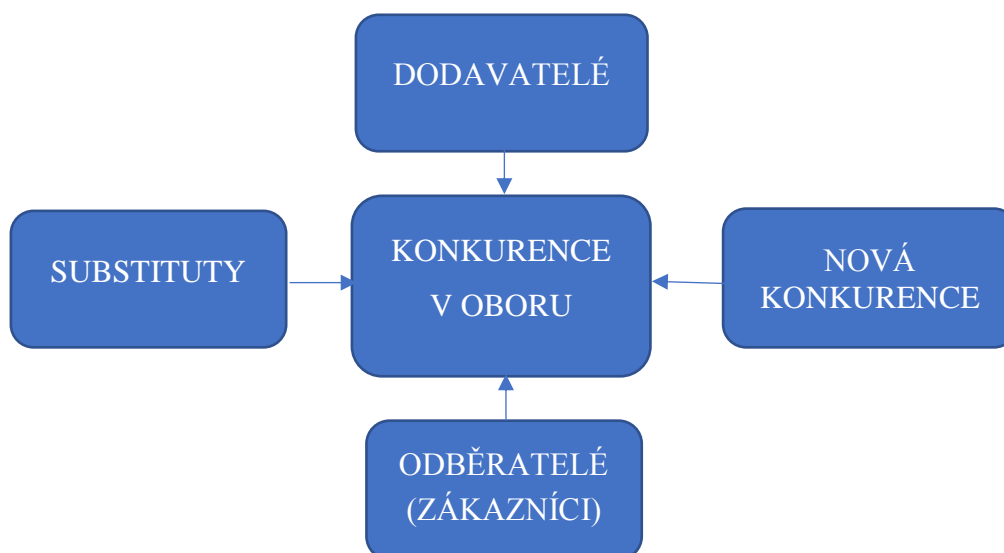 DODAVATELÉ
SUBSTITUTY
KONKURENCE
V OBORU
NOVÁ
KONKURENCE
ODBĚRATELÉ
(ZÁKAZNÍCI)